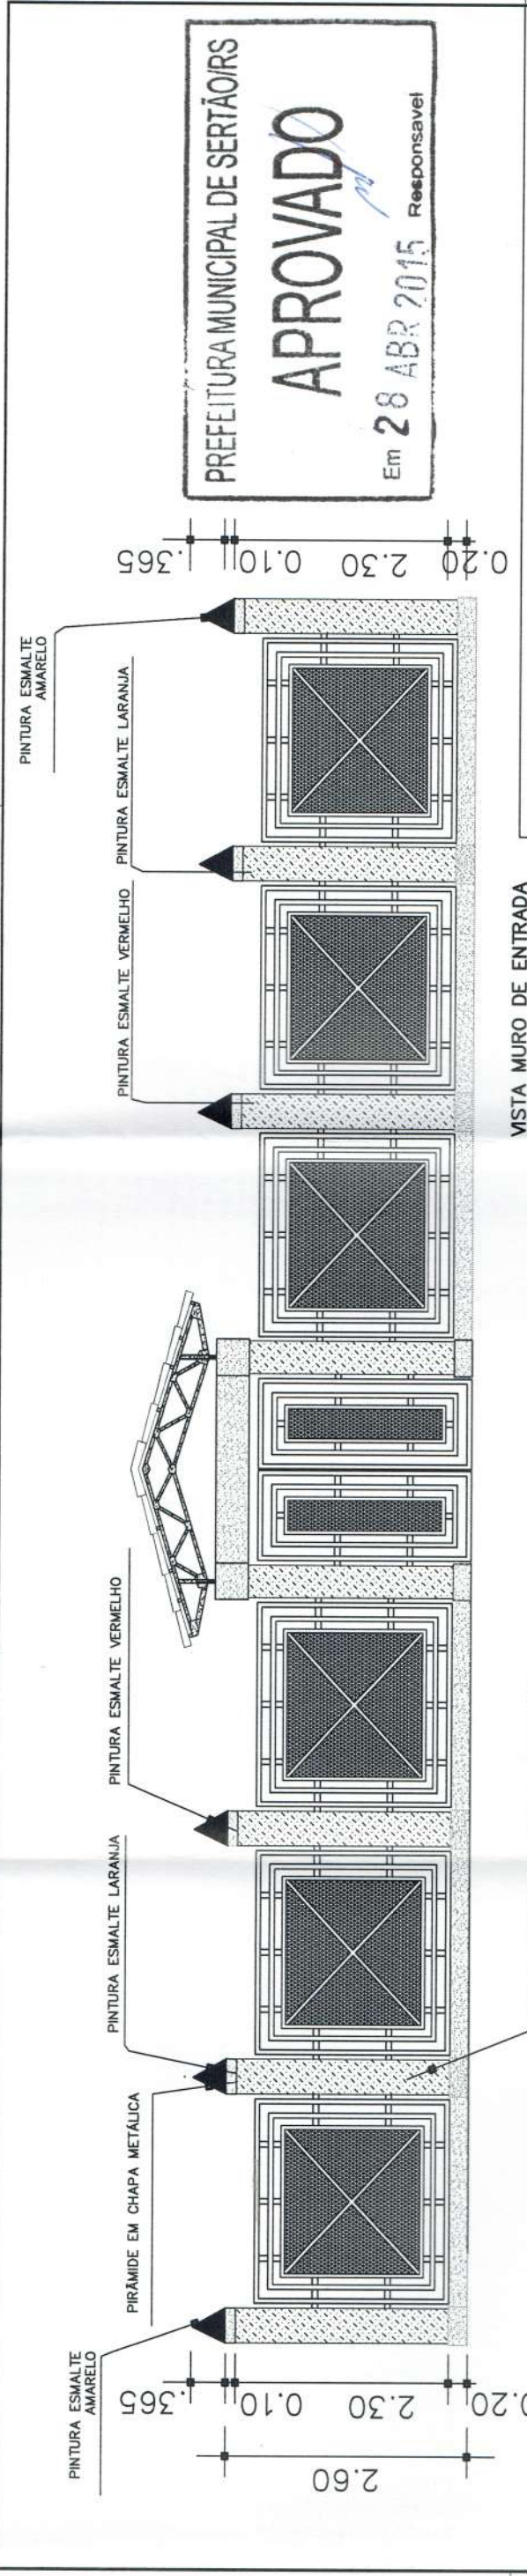 PINTURA ESMALTE
AMARELO
PIRÂMIDE EM CHAPA METÁLICA
PINTURA ESMALTE LARANJA
PINTURA ESMALTE VERMELHO
PINTURA ESMALTE VERMELHO
PINTURA ESMALTE LARANJA
PINTURA ESMALTE
AMARELO
2.60
.365
0.10
2.30
0.20
.365
0.10
2.30
0.20
VISTA MURO DE ENTRADA
PREFEITURA MUNICIPAL DE SERTÃO/RS
APROVADO
Em 28 ABR 2015 Responsavel